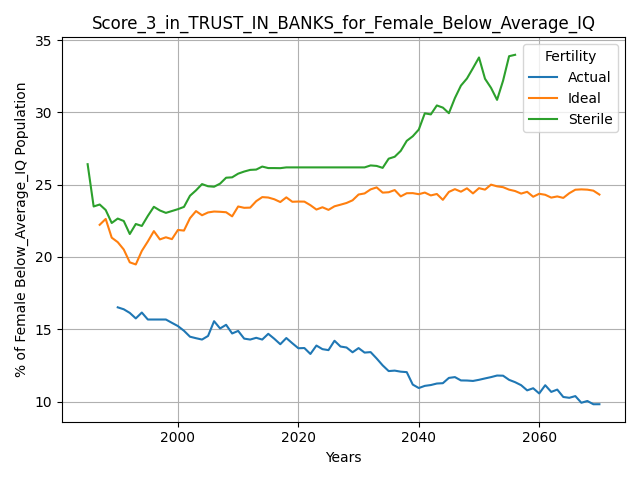 Score_3_in_TRUST_IN_BANKS_for_Female_Below_Average_IQ
% of Female Below_Average_IQ Population
35
30
25
20
15
10
Fertility
Actual
Ideal
Sterile
2000
2020
2040
2060
Years